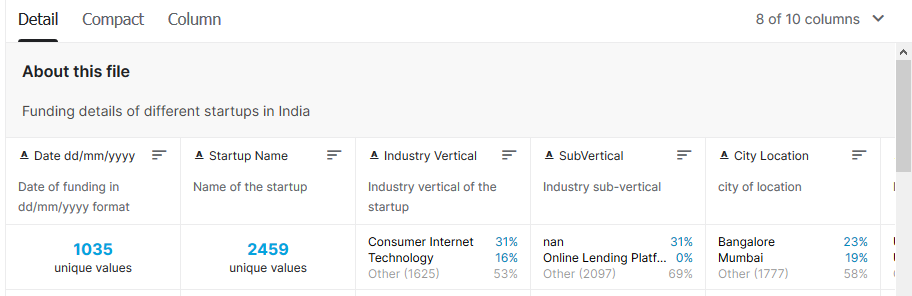 Detail Compact Column 8 of 10 columns
About this file
Funding details of different startups in India
A Date dd/mm/yyyy A Startup Name A Industry Vertical A SubVertical A City Location
Date of funding in Name of the startup Industry vertical of the Industry sub-vertical city of location
dd/mm/yyyy format startup
1035 2459 Consumer Internet 31% nan 31% Bangalore 23%
unique values unique values Technology 16% Online Lending Platf... 0% Mumbai 19%
Other (1625) 53% Other (2097) 69% Other (1777) 58%